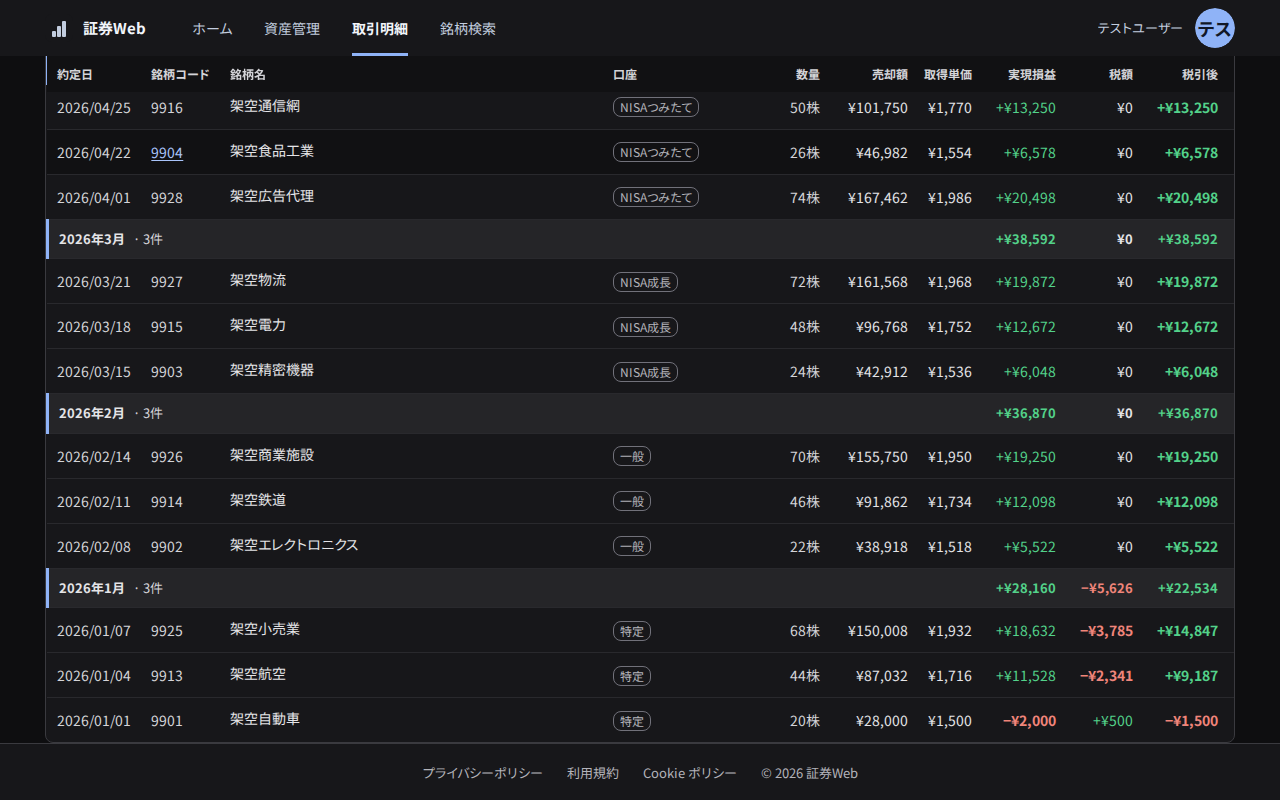 証券Web ホーム 資産管理 取引明細 銘柄検索 テストユーザー テス
約定日 銘柄コード 銘柄名 口座 数量 売却額 取得単価 実現損益 税額 税引後
2026/04/25 9916 架空通信網 NISAつみたて 50株 ¥101,750 ¥1,770 +¥13,250 ¥0 +¥13,250
2026/04/22 9904 架空食品工業 NISAつみたて 26株 ¥46,982 ¥1,554 +¥6,578 ¥0 +¥6,578
2026/04/01 9928 架空広告代理 NISAつみたて 74株 ¥167,462 ¥1,986 +¥20,498 ¥0 +¥20,498
2026年3月 · 3件 +¥38,592 ¥0 +¥38,592
2026/03/21 9927 架空物流 NISA成長 72株 ¥161,568 ¥1,968 +¥19,872 ¥0 +¥19,872
2026/03/18 9915 架空電力 NISA成長 48株 ¥96,768 ¥1,752 +¥12,672 ¥0 +¥12,672
2026/03/15 9903 架空精密機器 NISA成長 24株 ¥42,912 ¥1,536 +¥6,048 ¥0 +¥6,048
2026年2月 · 3件 +¥36,870 ¥0 +¥36,870
2026/02/14 9926 架空商業施設 一般 70株 ¥155,750 ¥1,950 +¥19,250 ¥0 +¥19,250
2026/02/11 9914 架空鉄道 一般 46株 ¥91,862 ¥1,734 +¥12,098 ¥0 +¥12,098
2026/02/08 9902 架空エレクトロニクス 一般 22株 ¥38,918 ¥1,518 +¥5,522 ¥0 +¥5,522
2026年1月 · 3件 +¥28,160 −¥5,626 +¥22,534
2026/01/07 9925 架空小売業 特定 68株 ¥150,008 ¥1,932 +¥18,632 −¥3,785 +¥14,847
2026/01/04 9913 架空航空 特定 44株 ¥87,032 ¥1,716 +¥11,528 −¥2,341 +¥9,187
2026/01/01 9901 架空自動車 特定 20株 ¥28,000 ¥1,500 −¥2,000 +¥500 −¥1,500
プライバシーポリシー 利用規約 Cookie ポリシー © 2026 証券Web